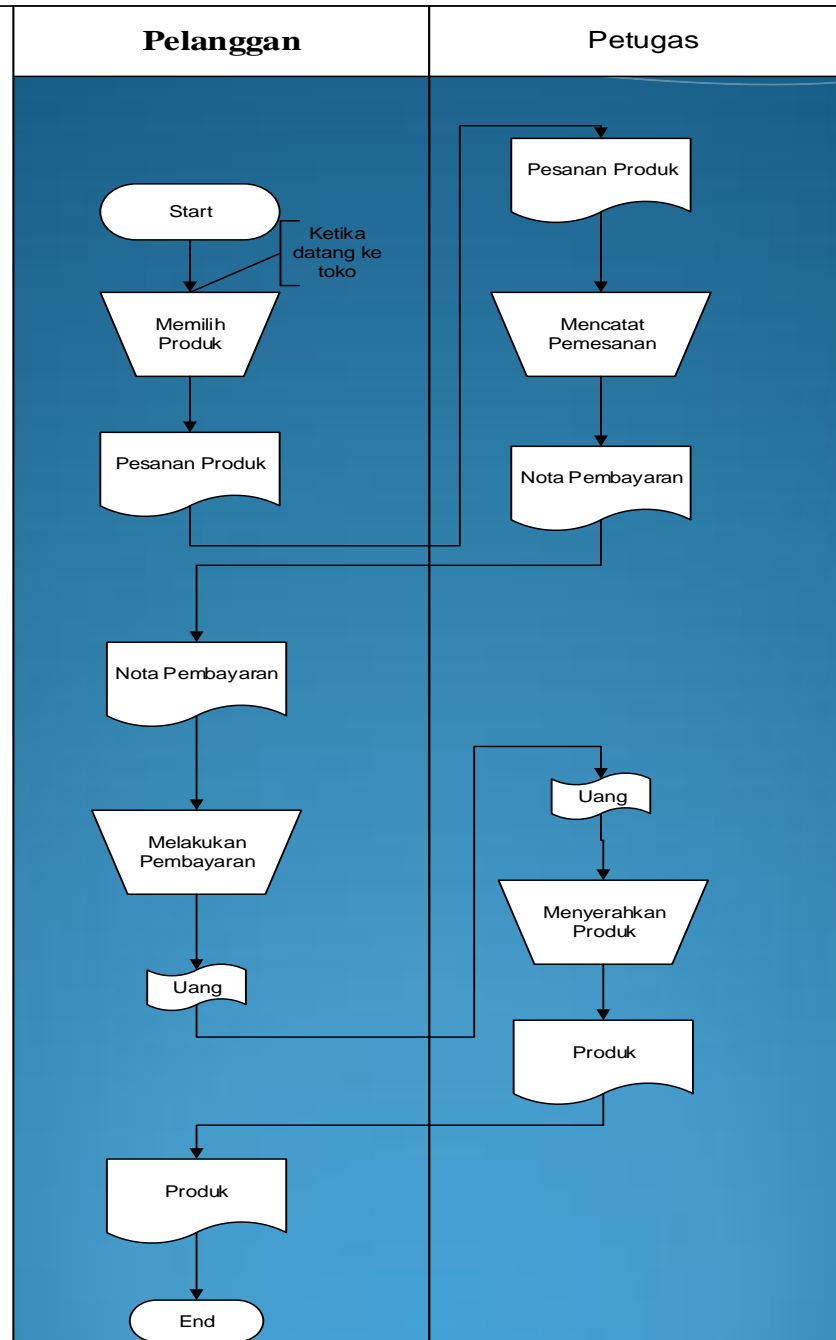 Pelanggan
Petugas
Start
Ketika
datang ke
toko
Memilih
Produk
Pesanan Produk
Pesanan Produk
Mencatat
Pemesanan
Nota Pembayaran
Nota Pembayaran
Melakukan
Pembayaran
Uang
Uang
Menyerahkan
Produk
Produk
Produk
End